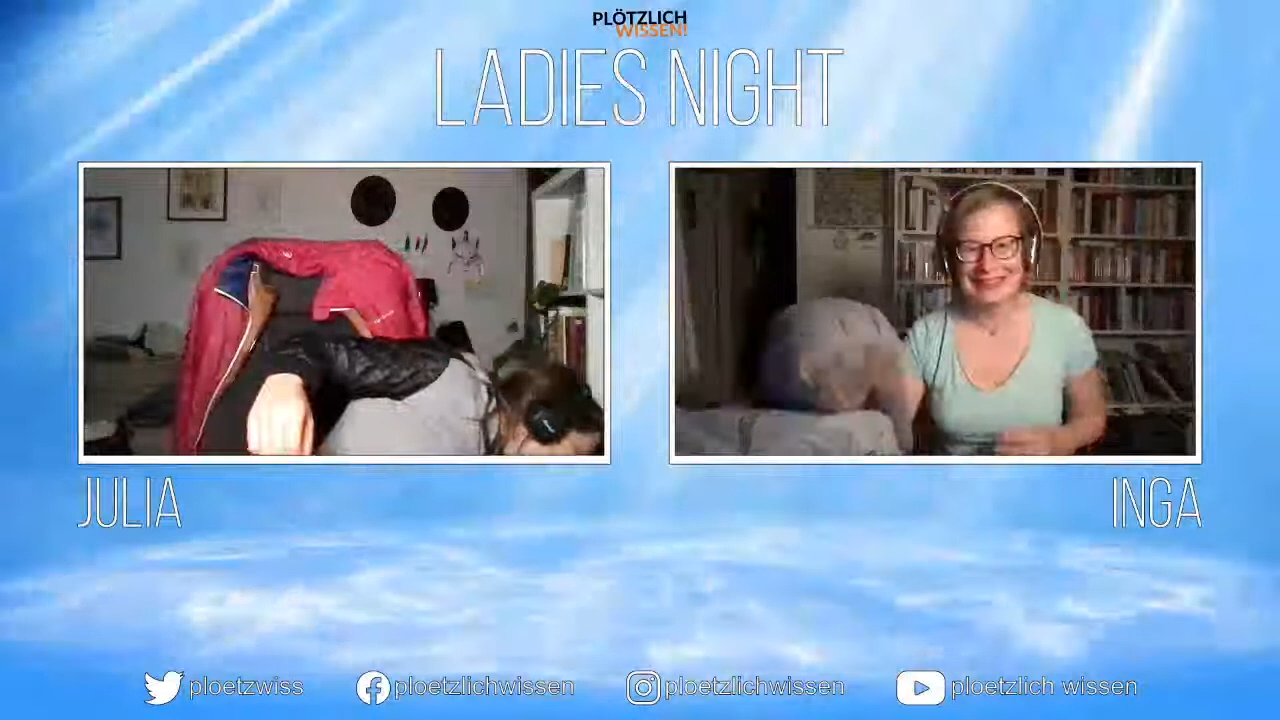 PLÖTZLICH
WISSEN!
LADIES NIGHT
JULIA
INGA
ploetzwiss
ploetzlichwissen
ploetzlichwissen
ploetzlich wissen